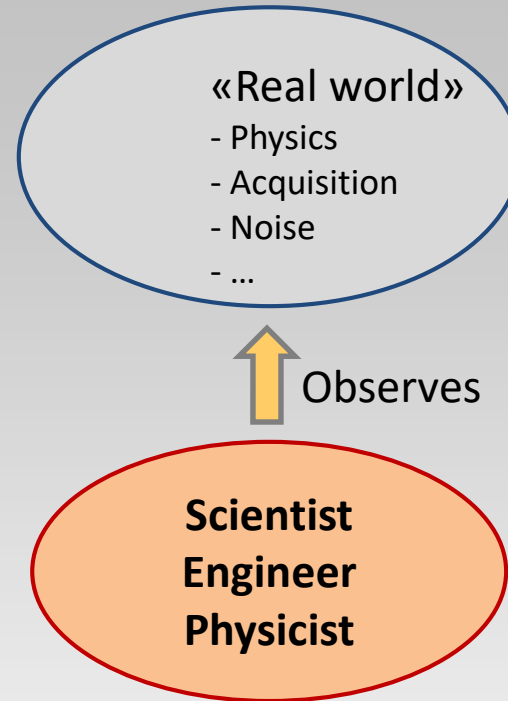 «Real world»
- Physics
- Acquisition
- Noise
- ...
Observes
Scientist
Engineer
Physicist